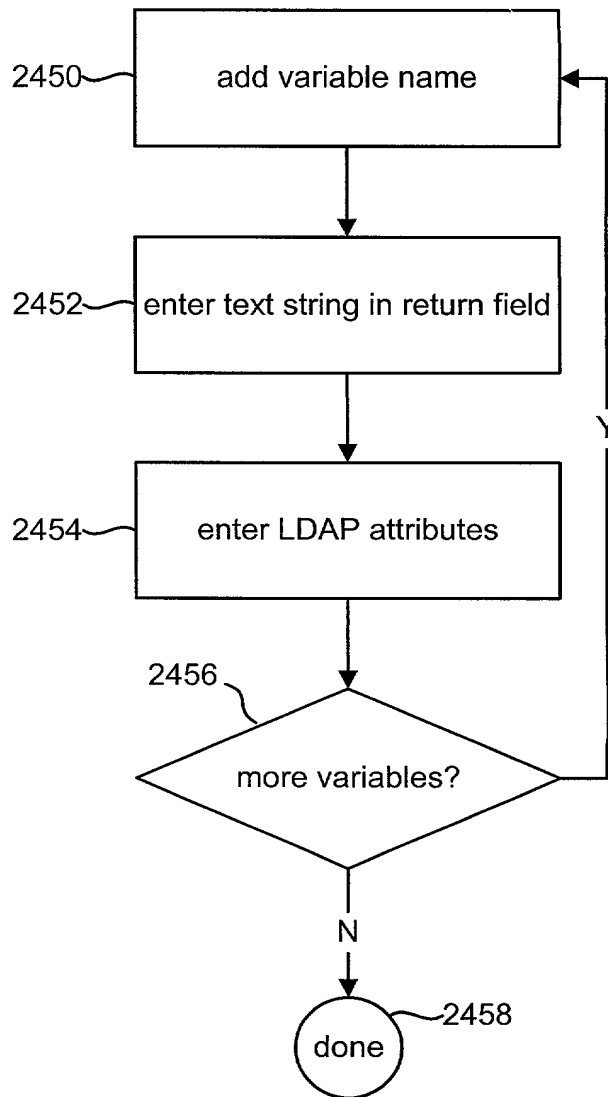 2450
add variable name
2452
enter text string in return field
2454
enter LDAP attributes
Y
2456
more variables?
N
2458
done